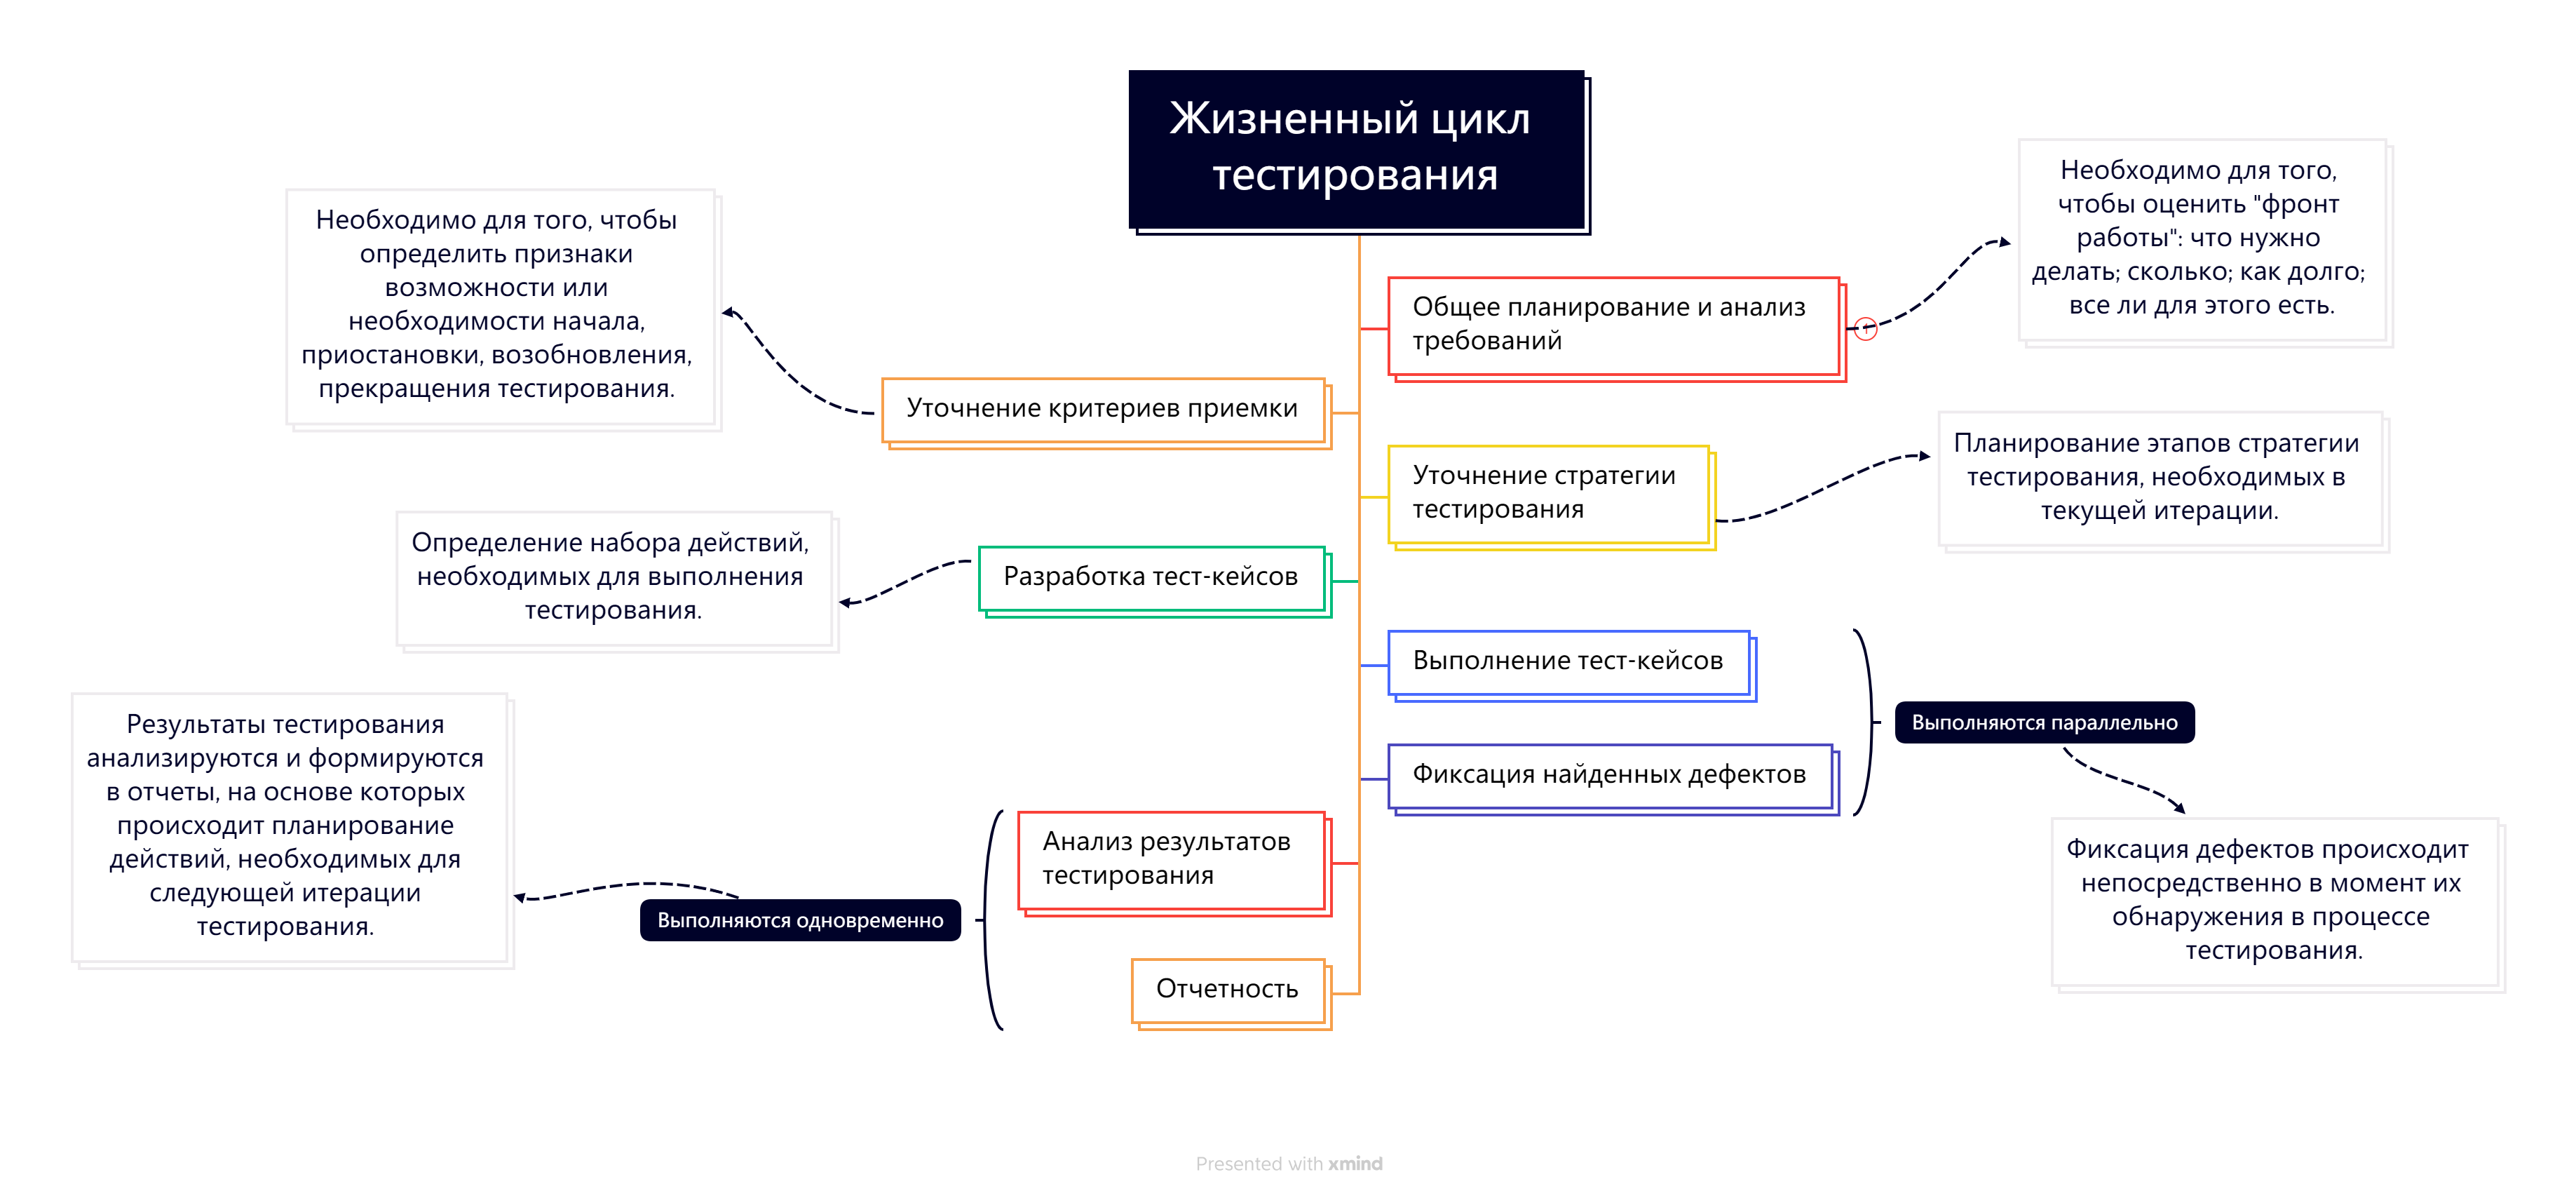 Жизненный цикл
тестирования
Необходимо для того,
чтобы оценить "фронт
работы": что нужно
делать; сколько; как долго;
все ли для этого есть.
Необходимо для того, чтобы
определить признаки
возможности или
необходимости начала,
приостановки, возобновления,
прекращения тестирования.
Общее планирование и анализ
требований
1
Уточнение критериев приемки
Планирование этапов стратегии
тестирования, необходимых в
текущей итерации.
Уточнение стратегии
тестирования
Определение набора действий,
необходимых для выполнения
тестирования.
Разработка тест-кейсов
Выполнение тест-кейсов
Выполняются параллельно
Фиксация найденных дефектов
Результаты тестирования
анализируются и формируются
в отчеты, на основе которых
происходит планирование
действий, необходимых для
следующей итерации
тестирования.
Анализ результатов
тестирования
Выполняются одновременно
Фиксация дефектов происходит
непосредственно в момент их
обнаружения в процессе
тестирования.
Отчетность
Presented with xmind